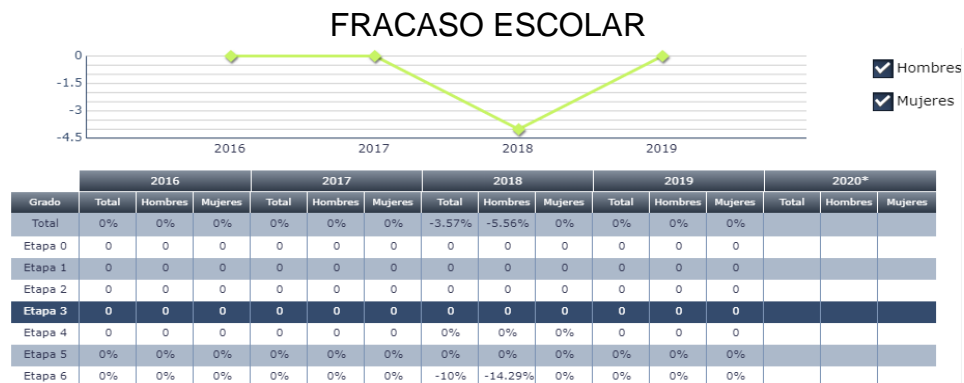 FRACASO ESCOLAR
0
-1.5
-3
-4.5
2016 2017 2018 2019
Hombres
Mujeres
2016 2017 2018 2019 2020*
Grado Total Hombres Mujeres Total Hombres Mujeres Total Hombres Mujeres Total Hombres Mujeres Total Hombres Mujeres
Total 0% 0% 0% 0% 0% 0% -3.57% -5.56% 0% 0% 0% 0%
Etapa 0 0 0 0 0 0 0 0 0 0 0 0 0
Etapa 1 0 0 0 0 0 0 0 0 0 0 0 0
Etapa 2 0 0 0 0 0 0 0 0 0 0 0 0
Etapa 3 0 0 0 0 0 0 0 0 0 0 0 0
Etapa 4 0 0 0 0 0 0 0% 0% 0% 0 0 0
Etapa 5 0% 0% 0% 0% 0% 0% 0% 0% 0% 0% 0% 0%
Etapa 6 0% 0% 0% 0% 0% 0% -10% -14.29% 0% 0% 0% 0%